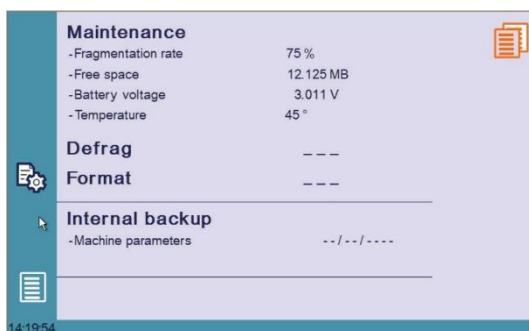 Maintenance
-Fragmentation rate 75 %
-Free space 12.125 MB
-Battery voltage 3.011 V
-Temperature 45 °
Defrag _ _ _
Format _ _ _
Internal backup
-Machine parameters --/--/----
14:19:54